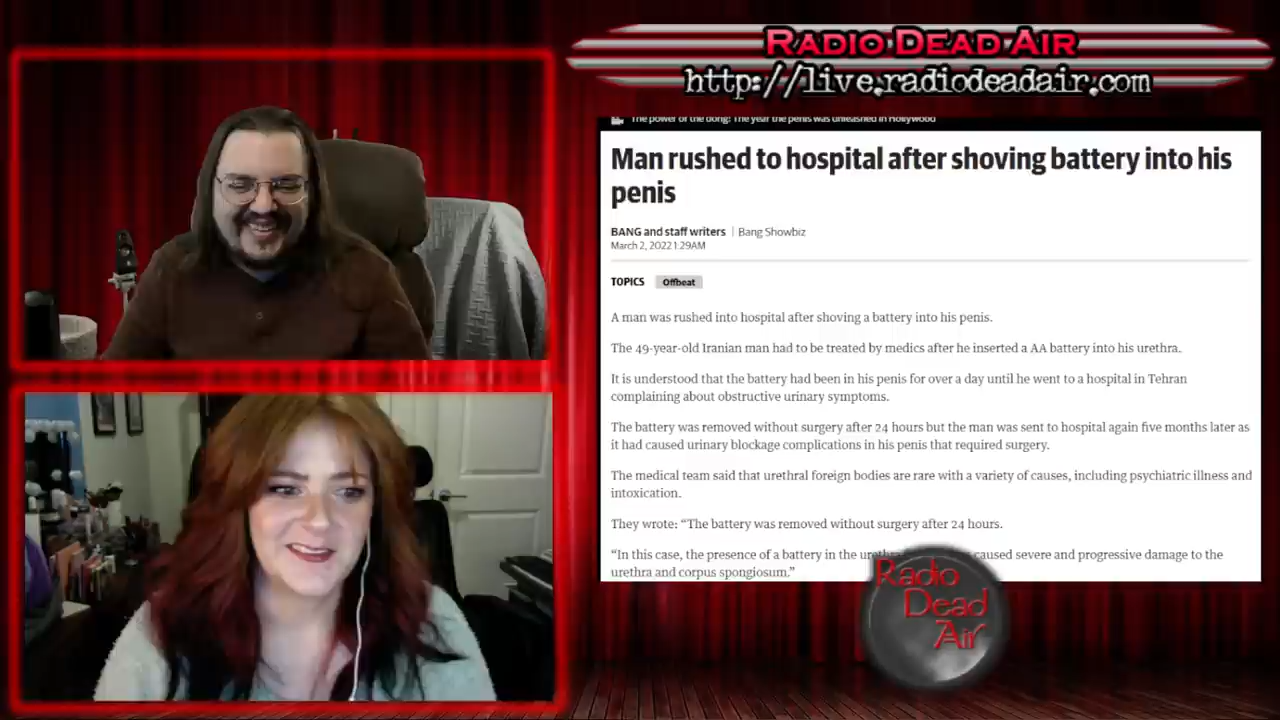 RADIO DEAD AIR
http://live.radiodeadair.com
The power of the dong: The year the penis was unleashed in Hollywood
Man rushed to hospital after shoving battery into his
penis
BANG and staff writers | Bang Showbiz
March 2, 2022 1:29AM
TOPICS Offbeat
A man was rushed into hospital after shoving a battery into his penis.
The 49-year-old Iranian man had to be treated by medics after he inserted a AA battery into his urethra.
It is understood that the battery had been in his penis for over a day until he went to a hospital in Tehran
complaining about obstructive urinary symptoms.
The battery was removed without surgery after 24 hours but the man was sent to hospital again five months later as
it had caused urinary blockage complications in his penis that required surgery.
The medical team said that urethral foreign bodies are rare with a variety of causes, including psychiatric illness and
intoxication.
They wrote: “The battery was removed without surgery after 24 hours.
“In this case, the presence of a battery in the caused severe and progressive damage to the
urethra and corpus spongiosum.”
Radio
Dead
Air